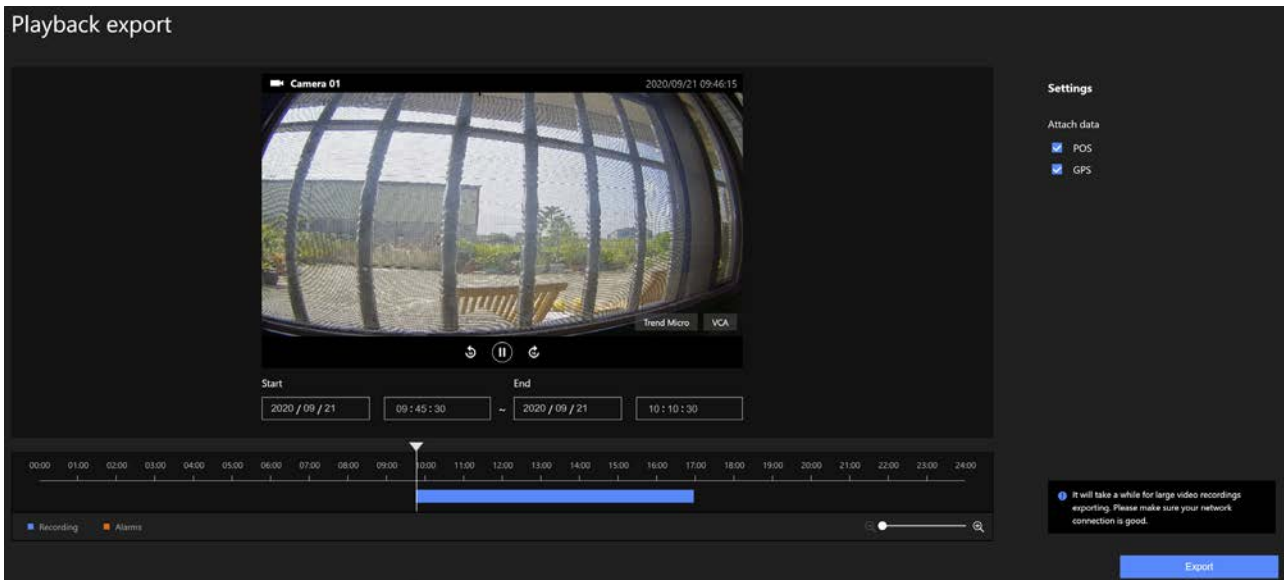 Playback export
Camera 01
2020/09/21 09:46:15
Trend Micro
VCA
Start
End
2020 / 09 / 21
09 : 45 : 30
~
2020 / 09 / 21
10 : 10 : 30
00:00 01:00 02:00 03:00 04:00 05:00 06:00 07:00 08:00 09:00 10:00 11:00 12:00 13:00 14:00 15:00 16:00 17:00 18:00 19:00 20:00 21:00 22:00 23:00 24:00
Recording
Alarms
Settings
Attach data
POS
GPS
It will take a while for large video recordings
exporting. Please make sure your network
connection is good.
Export